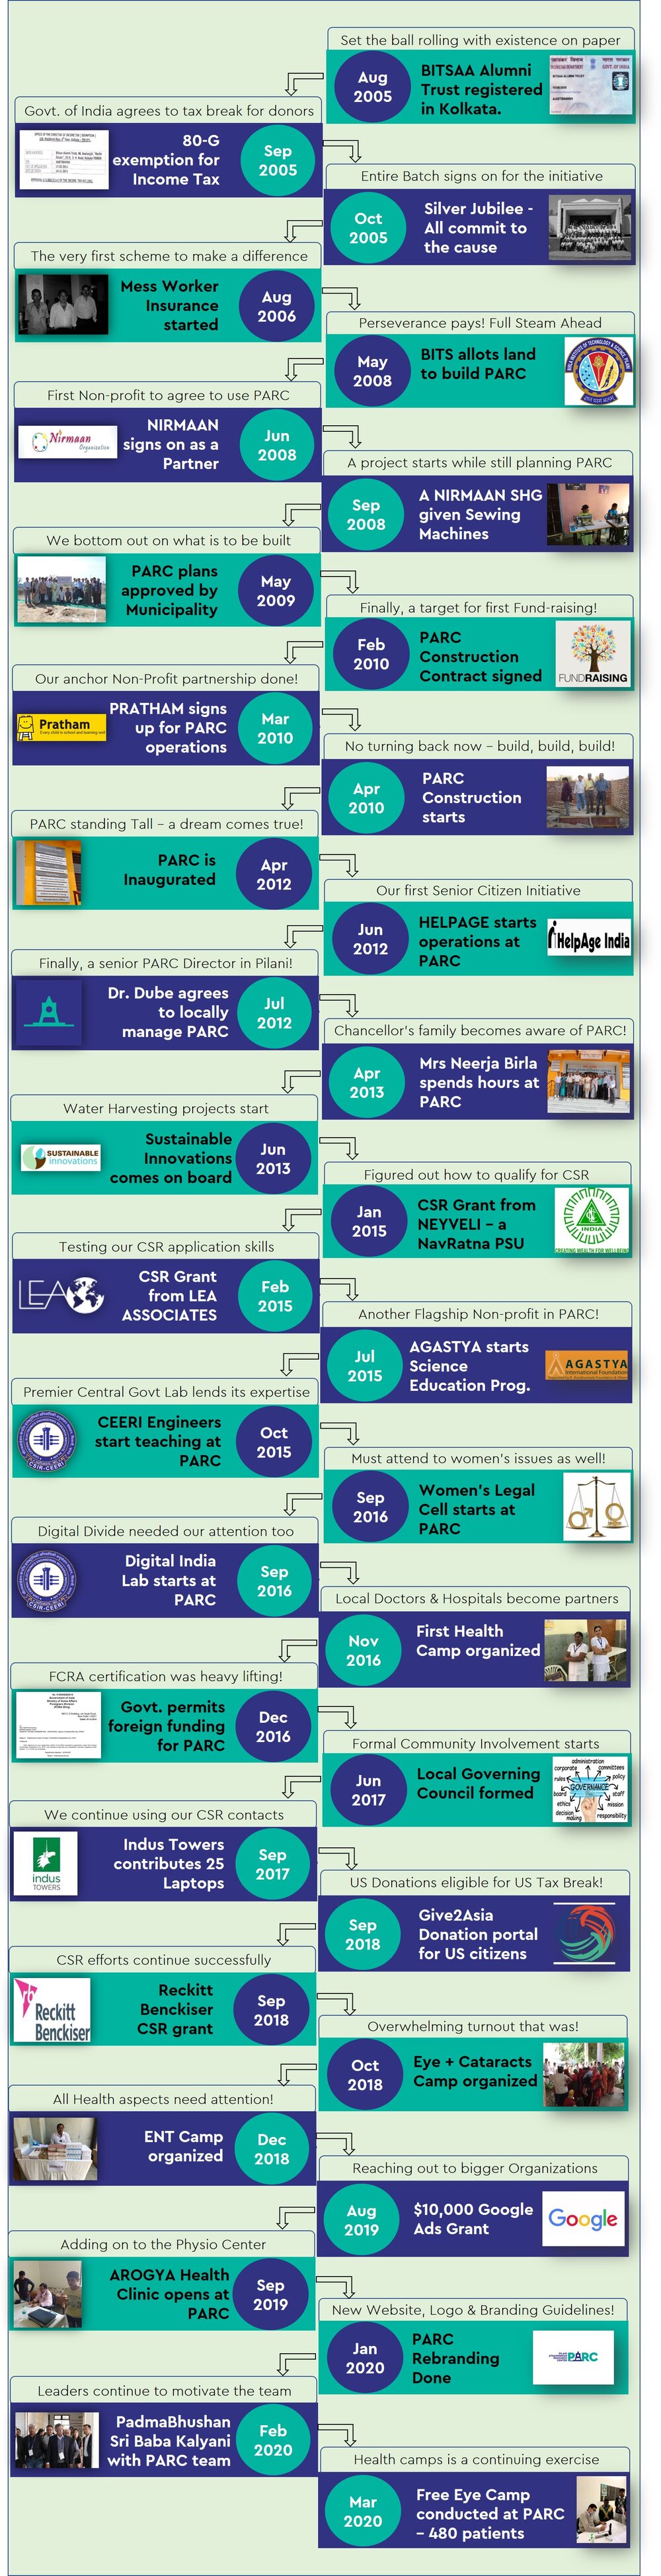 Set the ball rolling with existence on paper
Aug
2005
BITSAA Alumni
Trust registered
in Kolkata.
Govt. of India agrees to tax break for donors
80-G
exemption for
Income Tax
Sep
2005
Entire Batch signs on for the initiative
Oct
2005
Silver Jubilee -
All commit to
the cause
The very first scheme to make a difference
Mess Worker
Insurance
started
Aug
2006
Perseverance pays! Full Steam Ahead
May
2008
BITS allots land
to build PARC
First Non-profit to agree to use PARC
Nirmaan
Organization
NIRMAAN
signs on as a
Partner
Jun
2008
A project starts while still planning PARC
Sep
2008
A NIRMAAN SHG
given Sewing
Machines
We bottom out on what is to be built
PARC plans
approved by
Municipality
May
2009
Finally, a target for first Fund-raising!
Feb
2010
PARC
Construction
Contract signed
FUNDRAISING
Our anchor Non-Profit partnership done!
Pratham
Every child in school and learning well
PRATHAM signs
up for PARC
operations
Mar
2010
No turning back now – build, build, build!
Apr
2010
PARC
Construction
starts
PARC standing Tall – a dream comes true!
PARC is
Inaugurated
Apr
2012
Our first Senior Citizen Initiative
Jun
2012
HELPAGE starts
operations at
PARC
HelpAge India
Finally, a senior PARC Director in Pilani!
Dr. Dube agrees
to locally
manage PARC
Jul
2012
Chancellor's family becomes aware of PARC!
Apr
2013
Mrs Neerja Birla
spends hours at
PARC
Water Harvesting projects start
SUSTAINABLE
innovations
Sustainable
Innovations
comes on board
Jun
2013
Figured out how to qualify for CSR
Jan
2015
CSR Grant from
NEYVELI – a
NavRatna PSU
INDIA
CREATING WEALTH FOR WELLBEING
Testing our CSR application skills
LEA
CSR Grant
from LEA
ASSOCIATES
Feb
2015
Another Flagship Non-profit in PARC!
Jul
2015
AGASTYA starts
Science
Education Prog.
AGASTYA
International Foundation
Premier Central Govt Lab lends its expertise
CSIR-CEERI
CEERI Engineers
start teaching at
PARC
Oct
2015
Must attend to women's issues as well!
Sep
2016
Women's Legal
Cell starts at
PARC
Digital Divide needed our attention too
CSIR-CEERI
Digital India
Lab starts at
PARC
Sep
2016
Local Doctors & Hospitals become partners
Nov
2016
First Health
Camp organized
FCRA certification was heavy lifting!
Govt. permits
foreign funding
for PARC
Dec
2016
Formal Community Involvement starts
Jun
2017
Local Governing
Council formed
administration
corporate
committees
rules
policy
GOVERNANCE
board
staff
ethics
mission
decision
making
responsibility
We continue using our CSR contacts
indus
TOWERS
Indus Towers
contributes 25
Laptops
Sep
2017
US Donations eligible for US Tax Break!
Sep
2018
Give2Asia
Donation portal
for US citizens
CSR efforts continue successfully
Reckitt
Benckiser
Reckitt
Benckiser
CSR grant
Sep
2018
Overwhelming turnout that was!
Oct
2018
Eye + Cataracts
Camp organized
All Health aspects need attention!
ENT Camp
organized
Dec
2018
Reaching out to bigger Organizations
Aug
2019
$10,000 Google
Ads Grant
Google
Adding on to the Physio Center
AROGYA Health
Clinic opens at
PARC
Sep
2019
New Website, Logo & Branding Guidelines!
Jan
2020
PARC
Rebranding
Done
PARC
Leaders continue to motivate the team
PadmaBhushan
Sri Baba Kalyani
with PARC team
Feb
2020
Health camps is a continuing exercise
Mar
2020
Free Eye Camp
conducted at PARC
– 480 patients